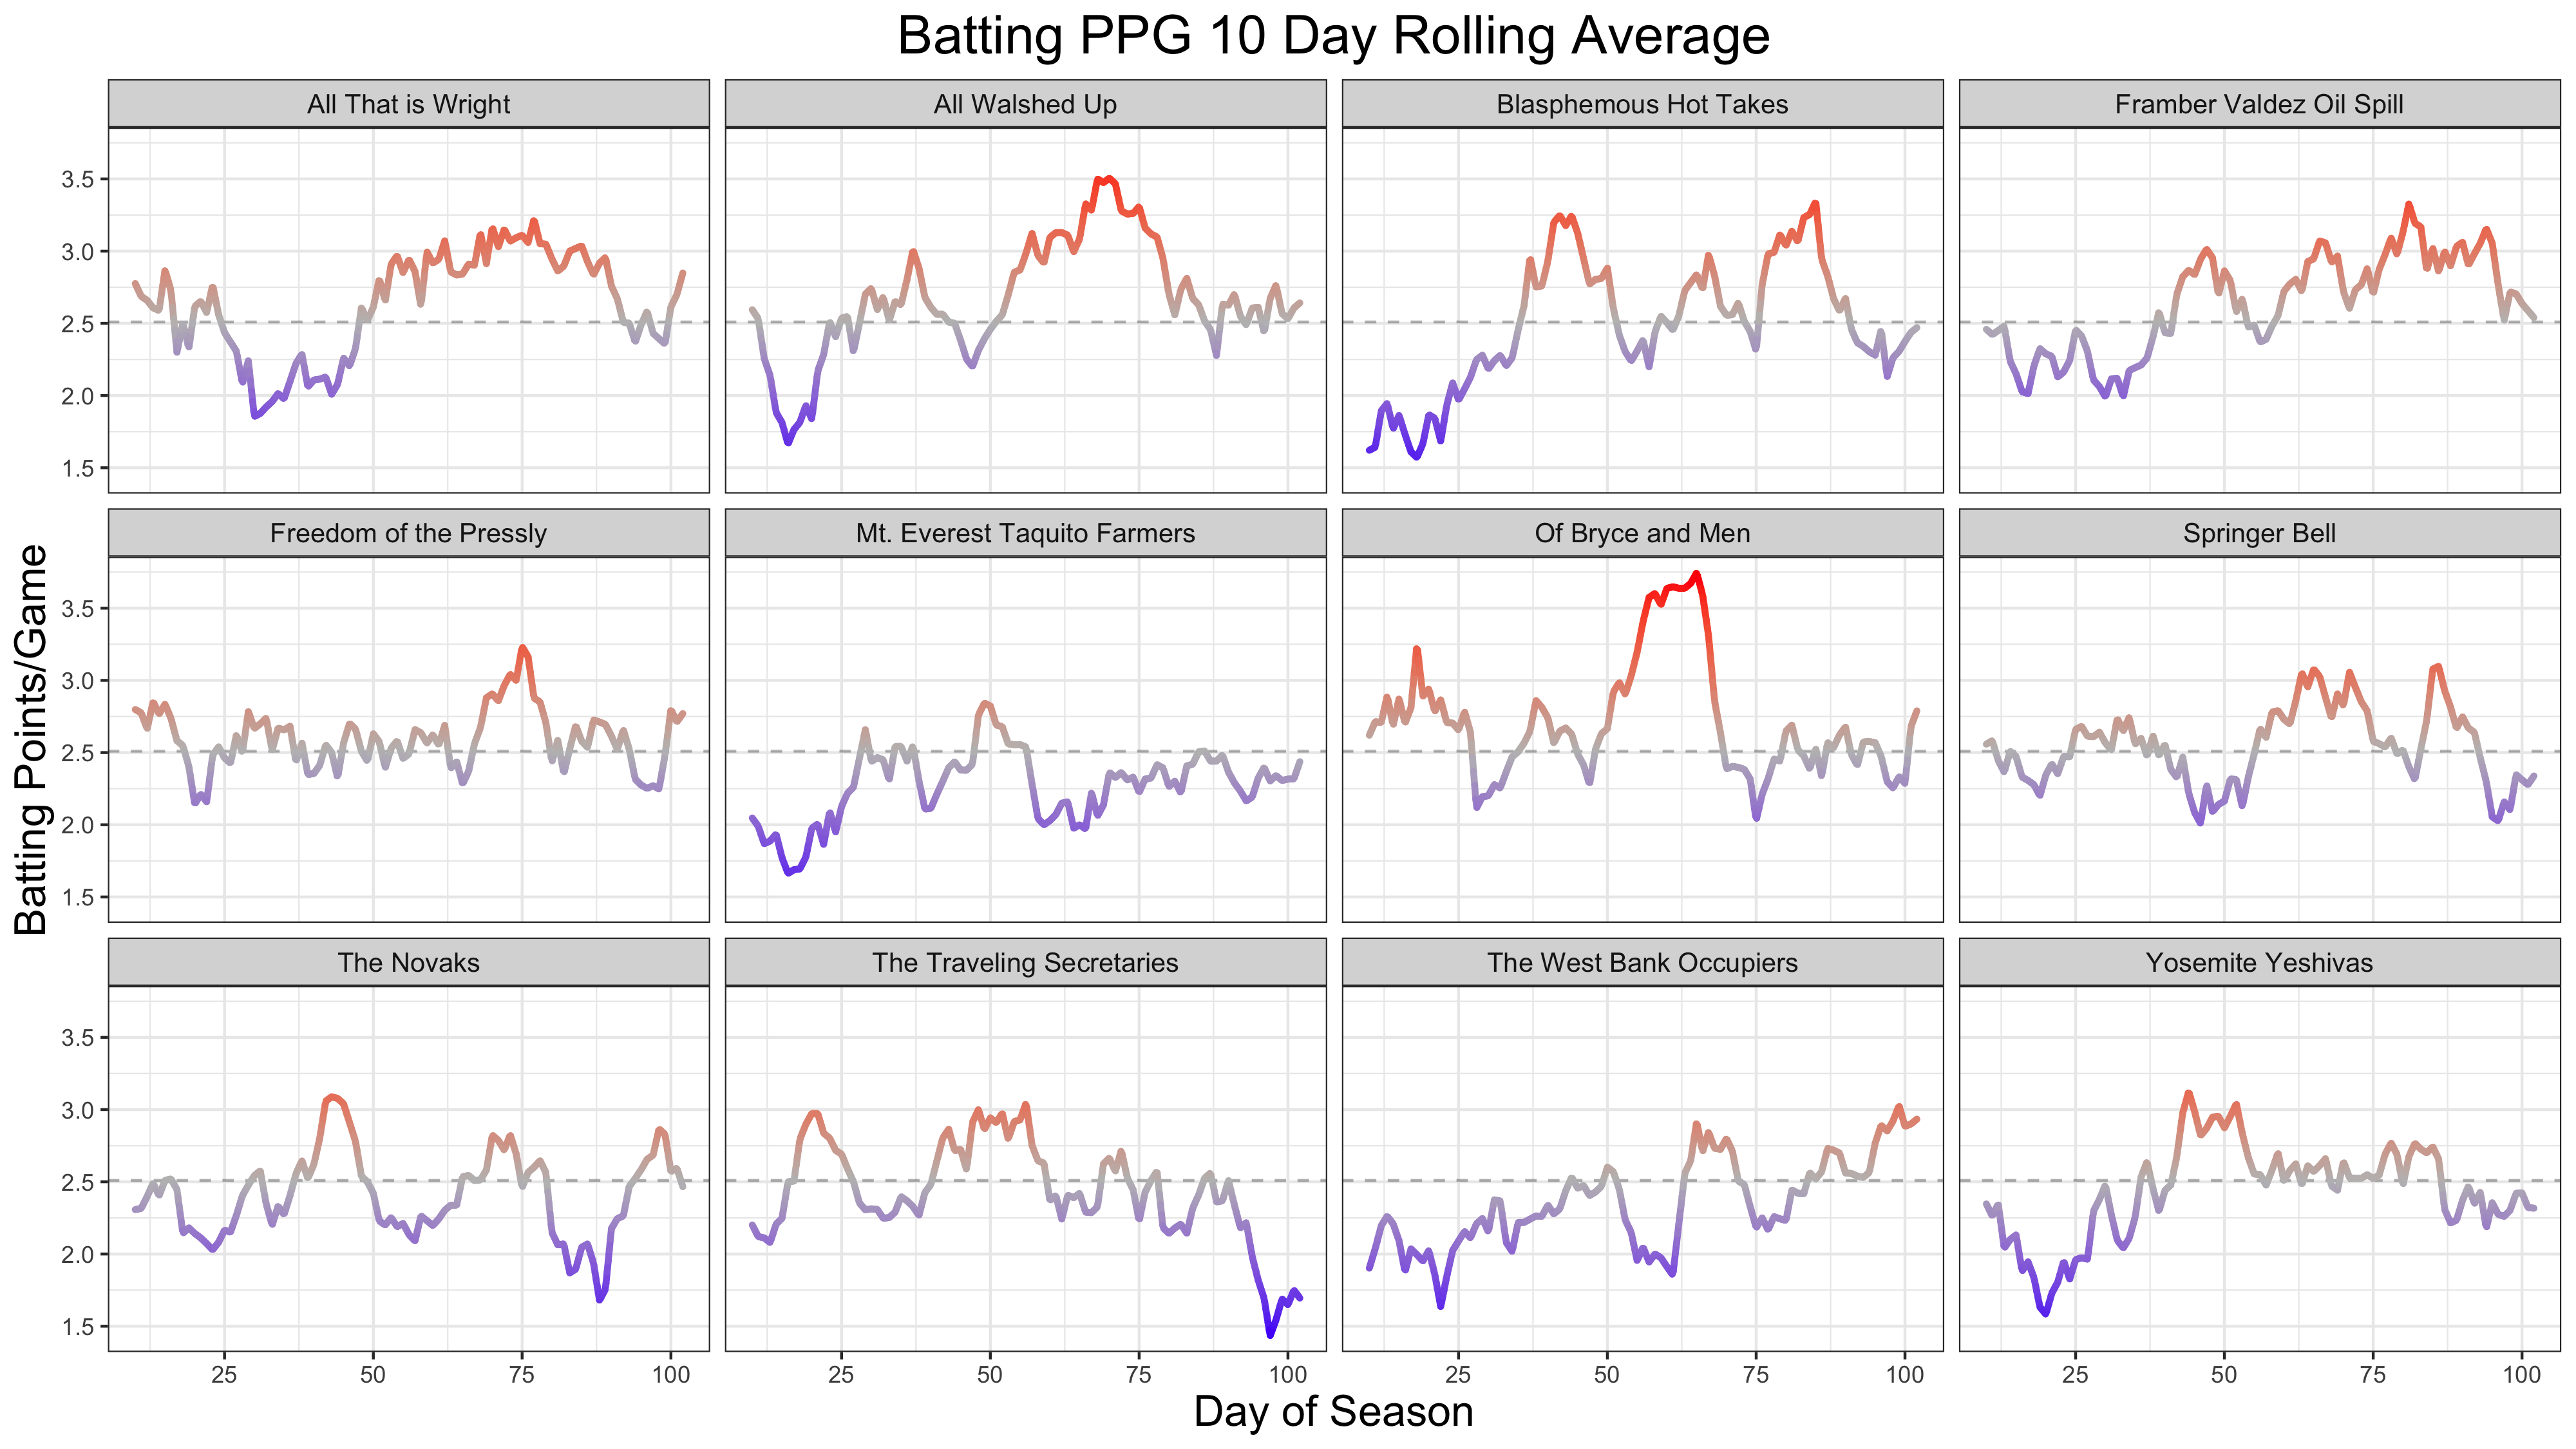 Batting PPG 10 Day Rolling Average
All That is Wright
All Walshed Up
Blasphemous Hot Takes
Framber Valdez Oil Spill
3.5
3.0
2.5
2.0
1.5
Freedom of the Pressly
Mt. Everest Taquito Farmers
Of Bryce and Men
Springer Bell
3.5
3.0
2.5
2.0
1.5
Batting Points/Game
The Novaks
The Traveling Secretaries
The West Bank Occupiers
Yosemite Yeshivas
3.5
3.0
2.5
2.0
1.5
25 50 75 100 25 50 75 100 25 50 75 100 25 50 75 100
Day of Season